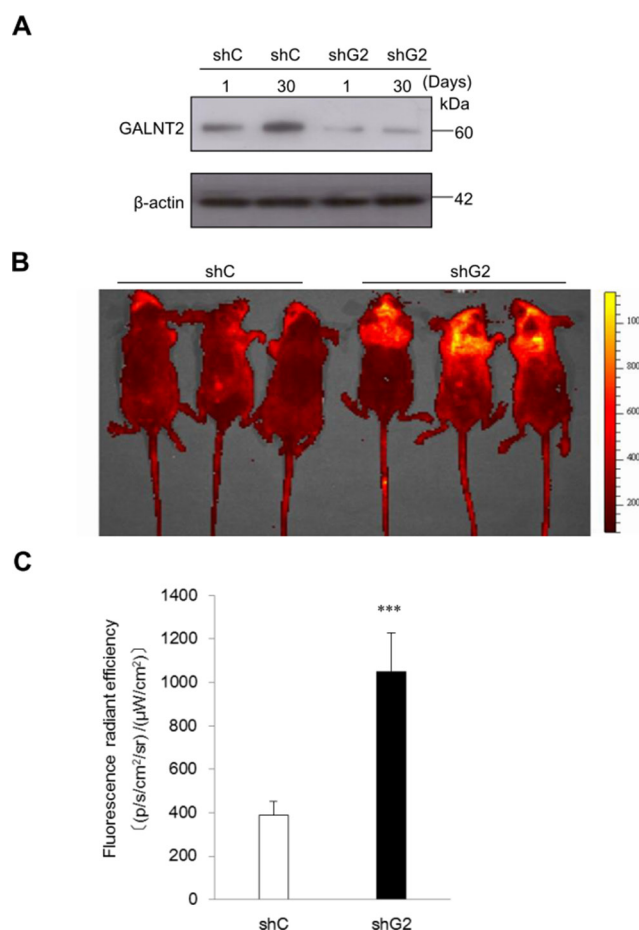 A
shC shC shG2 shG2
1 30 1 30 (Days)
kDa
GALNT2 60
β-actin 42
B
shC shG2
800
600
400
200
C
1400
1200
1000
800
600
400
200
0
Fluorescence radiant efficiency
〔(p/s/cm²/sr) /(µW/cm²)〕
***
shC shG2